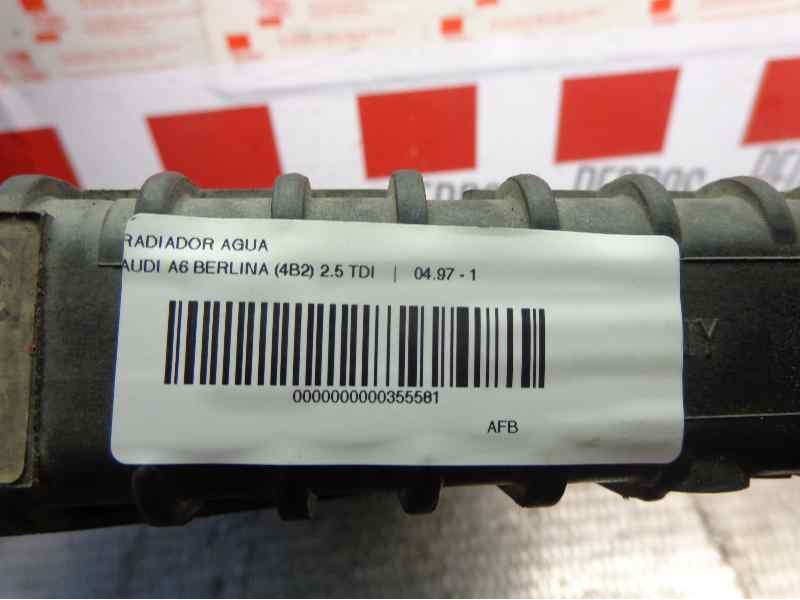 RADIADOR AGUA
AUDI A6 BERLINA (4B2) 2.5 TDI | 04.97 - 1
0000000000355581
AFB